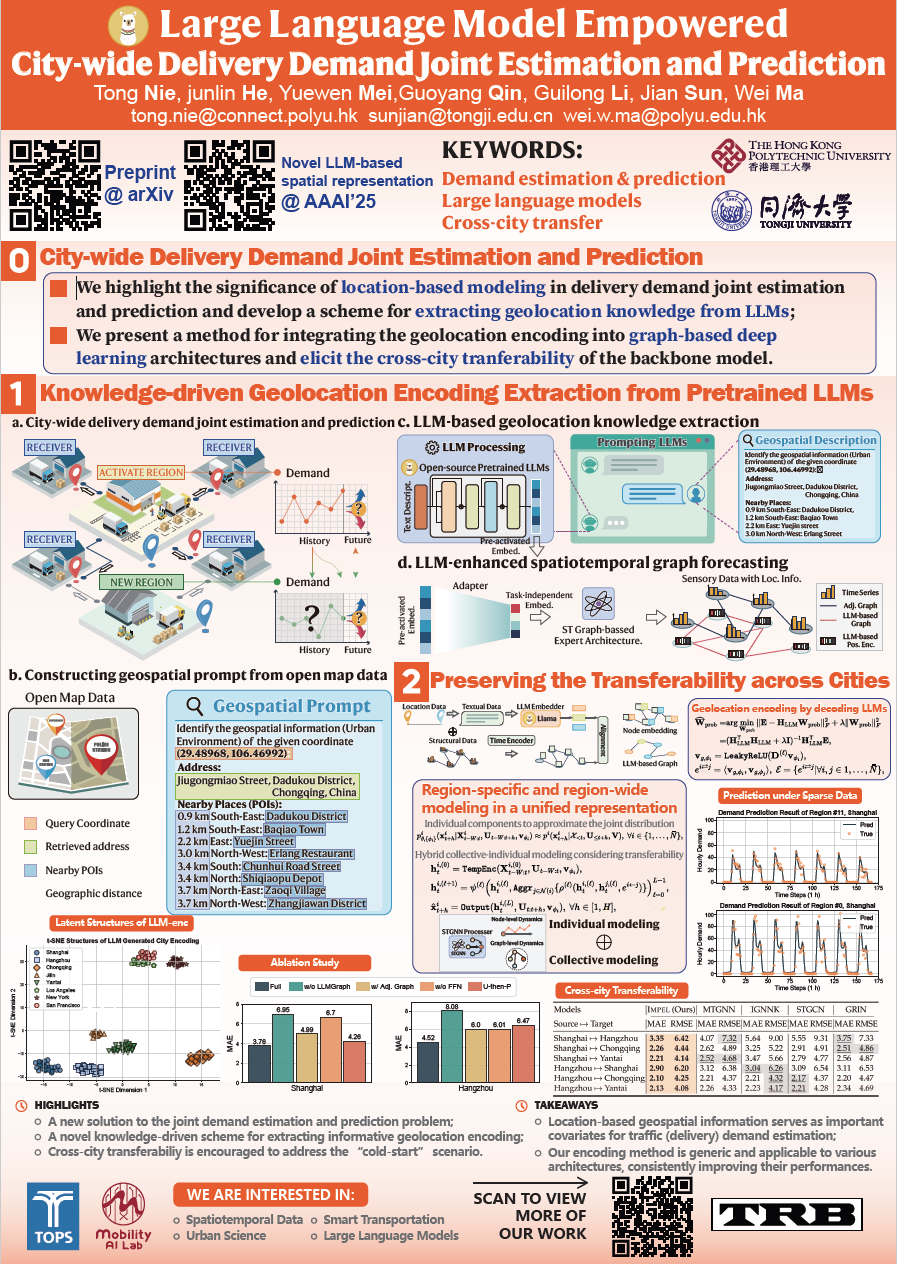 Large Language Model Empowered
City-wide Delivery Demand Joint Estimation and Prediction
Tong Nie, junlin He, Yuewen Mei,Guoyang Qin, Guilong Li, Jian Sun, Wei Ma
tong.nie@connect.polyu.hk sunjian@tongji.edu.cn wei.w.ma@polyu.edu.hk
Preprint
@ arXiv
Novel LLM-based
spatial representation
@ AAAI'25
KEYWORDS:
Demand estimation & prediction
Large language models
Cross-city transfer
THE HONG KONG
POLYTECHNIC UNIVERSITY
香港理工大學
同濟大学
TONGJI UNIVERSITY
0 City-wide Delivery Demand Joint Estimation and Prediction
We highlight the significance of location-based modeling in delivery demand joint estimation
and prediction and develop a scheme for extracting geolocation knowledge from LLMs;
We present a method for integrating the geolocation encoding into graph-based deep
learning architectures and elicit the cross-city tranferability of the backbone model.
1 Knowledge-driven Geolocation Encoding Extraction from Pretrained LLMs
a. City-wide delivery demand joint estimation and prediction
RECEIVER
RECEIVER
ACTIVATE REGION
Demand
?
History Future
RECEIVER
RECEIVER
NEW REGION
Demand
?
?
History Future
c. LLM-based geolocation knowledge extraction
LLM Processing
Open-source Pretrained LLMs
Text Descript.
Pre-activated
Embed.
Prompting LLMs
Geospatial Description
Identify the geospatial information (Urban
Environment) of the given coordinate
(29.48968, 106.46992):
Address:
Jiugongmiao Street, Dadukou District,
Chongqing, China
Nearby Places:
0.9 km South-East: Dadukou District,
1.2 km South-East: Baqiao Town
2.2 km East: Yuejin street
3.0 km North-West: Erlang Street
d. LLM-enhanced spatiotemporal graph forecasting
Pre-activated
Embed.
Adapter
Task-independent
Embed.
ST Graph-bassed
Expert Architecture.
Sensory Data with Loc. Info.
Time Series
Adj. Graph
LLM-based
Graph
LLM-based
Pos. Enc.
b. Constructing geospatial prompt from open map data
Open Map Data
Query Coordinate
Retrieved address
Nearby POIs
Geographic distance
Geospatial Prompt
Identify the geospatial information (Urban
Environment) of the given coordinate
(29.48968, 106.46992)
Address:
Jiugongmiao Street, Dadukou District,
Chongqing, China
Nearby Places (POIs):
0.9 km South-East: Dadukou District
1.2 km South-East: Baqiao Town
2.2 km East: Yuejin Street
3.0 km North-West: Erlang Restaurant
3.4 km South: Chunhui Road Street
3.4 km North: Shiqiaopu Depot
3.7 km North-East: Zaoqi Village
3.7 km North-West: Zhangjiawan District
2 Preserving the Transferability across Cities
Location Data
Textual Data
LLM Embedder
Llama
Structural Data
Time Encoder
Alignment
Node embedding
LLM-based Graph
Geolocation encoding by decoding LLMs
Region-specific and region-wide
modeling in a unified representation
Individual components to approximate the joint distribution
Hybrid collective-individual modeling considering transferability
STGNN Processer
STGNN
Node-level Dynamics
Graph-level Dynamics
Individual modeling
⊕
Collective modeling
Prediction under Sparse Data
Demand Prediction Result of Region #11, Shanghai
Hourly Demand
100
50
0
Pred
True
0 25 50 75 100 125 150 175
Time Steps (1 h)
Demand Prediction Result of Region #0, Shanghai
Hourly Demand
100
50
0
Pred
True
0 25 50 75 100 125 150 175
Time Steps (1 h)
Latent Structures of LLM-enc
t-SNE Structures of LLM Generated City Encoding
Shanghai
Hangzhou
Chongqing
Jilin
Yantai
Los Angeles
New York
San Francisco
t-SNE Dimension 2
t-SNE Dimension 1
Ablation Study
Full w/o LLMGraph w/ Adj. Graph w/o FFN U-then-P
MAE
8
6
4
2
0
3.76 6.95 4.99 6.7 4.26
Shanghai
MAE
8
6
4
2
0
4.52 8.08 6.0 6.01 6.47
Hangzhou
Cross-city Transferability
Models IMPEL (Ours) MTGNN IGNNK STGCN GRIN
Source ↦ Target MAE RMSE MAE RMSE MAE RMSE MAE RMSE MAE RMSE
Shanghai ↦ Hangzhou 3.35 6.42 4.07 7.32 5.64 9.00 5.55 9.31 3.75 7.33
Shanghai ↦ Chongqing 2.26 4.44 2.62 4.89 3.25 5.22 2.91 4.91 2.51 4.86
Shanghai ↦ Yantai 2.21 4.14 2.52 4.68 3.47 5.66 2.79 4.77 2.56 4.87
Hangzhou ↦ Shanghai 2.90 6.20 3.12 6.38 3.04 6.26 3.09 6.54 3.11 6.53
Hangzhou ↦ Chongqing 2.10 4.25 2.21 4.37 2.21 4.32 2.17 4.37 2.20 4.47
Hangzhou ↦ Yantai 2.13 4.08 2.26 4.33 2.23 4.17 2.21 4.28 2.34 4.69
HIGHLIGHTS
A new solution to the joint demand estimation and prediction problem;
A novel knowledge-driven scheme for extracting informative geolocation encoding;
Cross-city transferabiliy is encouraged to address the "cold-start" scenario.
TAKEAWAYS
Location-based geospatial information serves as important
covariates for traffic (delivery) demand estimation;
Our encoding method is generic and applicable to various
architectures, consistently improving their performances.
TOPS
Mobility
AI Lab
WE ARE INTERESTED IN:
Spatiotemporal Data
Smart Transportation
Urban Science
Large Language Models
SCAN TO VIEW
MORE OF
OUR WORK
TRB